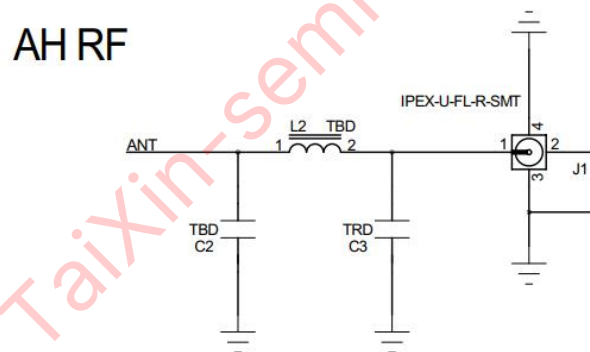 AH RF
TaiXin-semi
IPEX-U-FL-R-SMT
ANT
1
L2
TBD
2
1
4
2
3
J1
TBD
C2
TRD
C3